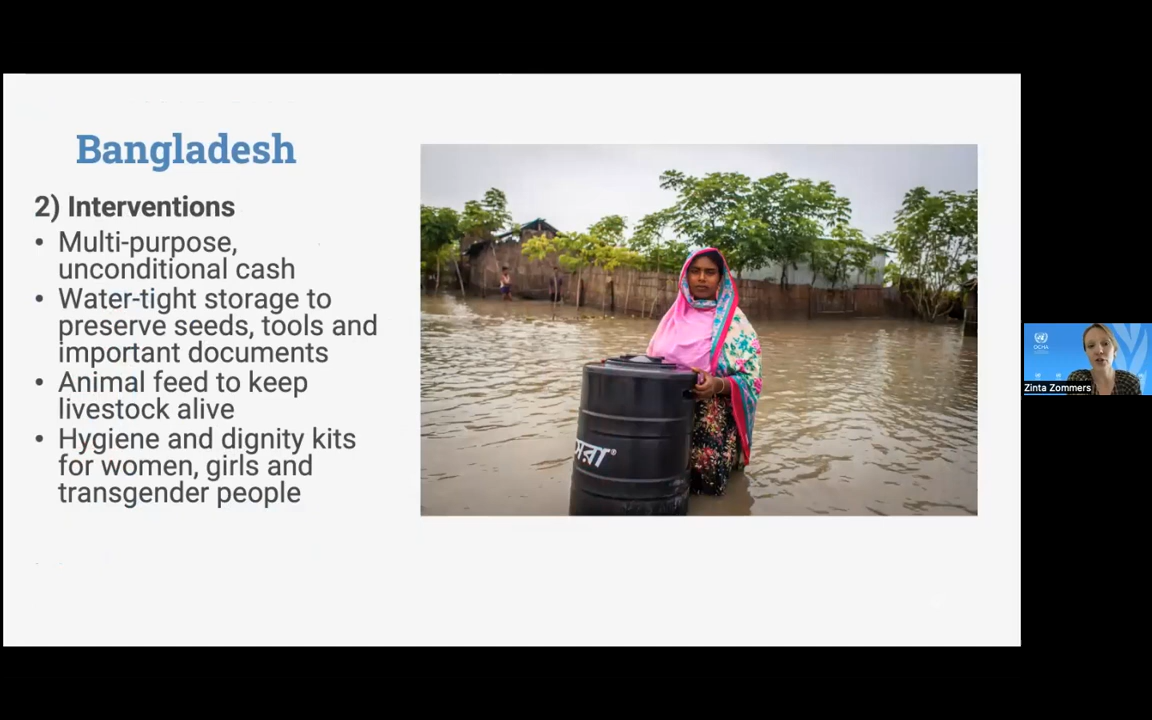 Bangladesh
2) Interventions
• Multi-purpose,
unconditional cash
• Water-tight storage to
preserve seeds, tools and
important documents
• Animal feed to keep
livestock alive
• Hygiene and dignity kits
for women, girls and
transgender people
OCHA
Zinta Zommers